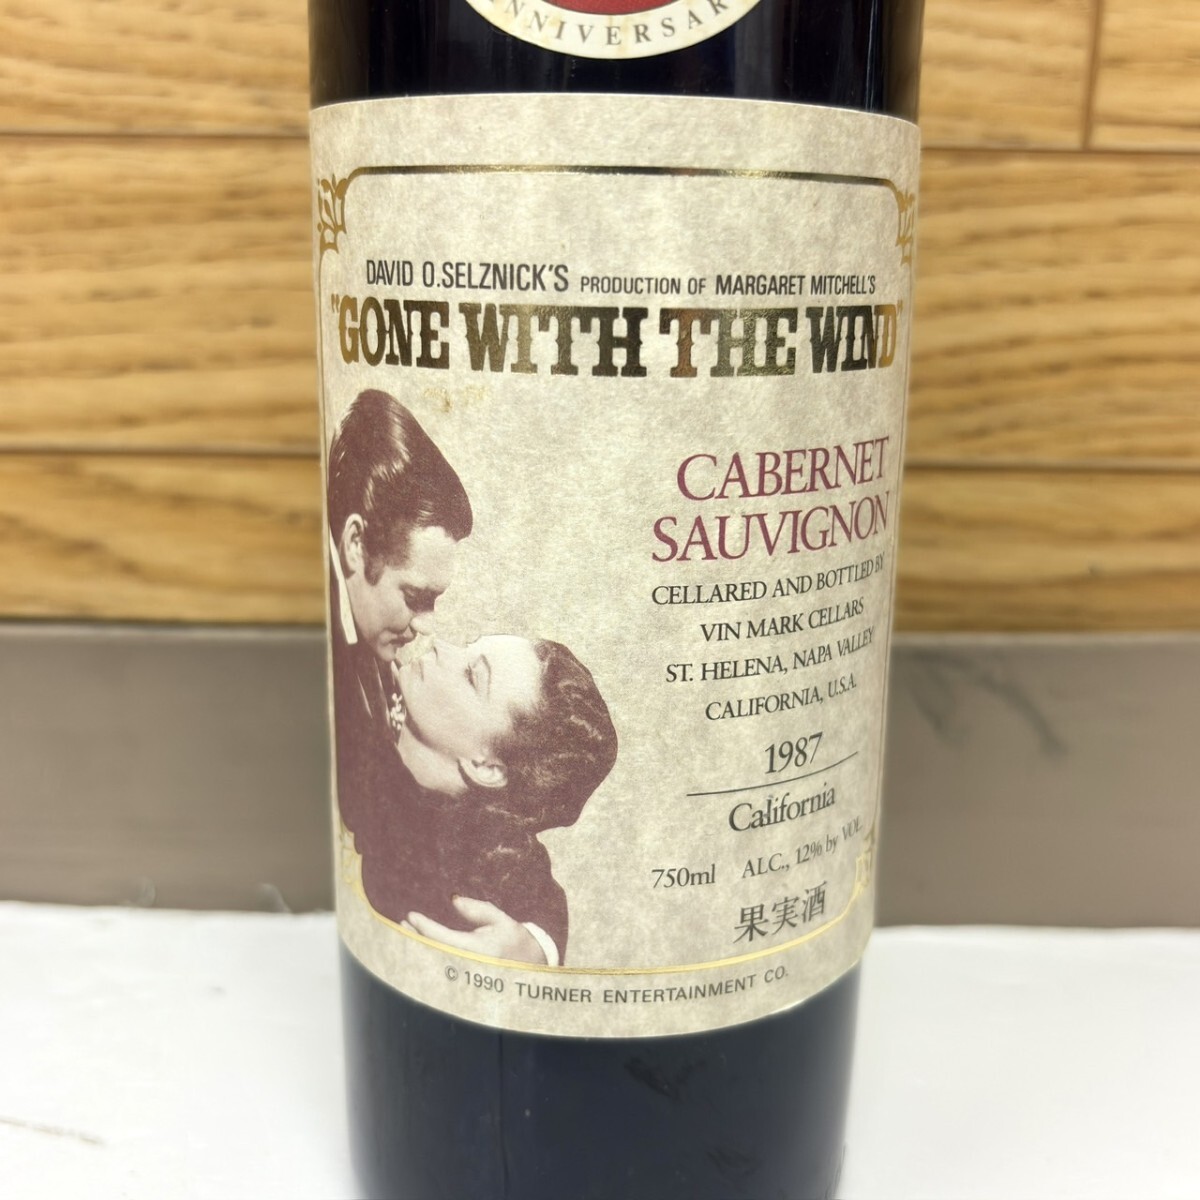 ANNIVERSARY
DAVID O. SELZNICK'S PRODUCTION OF MARGARET MITCHELL'S
"GONE WITH THE WIND"
CABERNET
SAUVIGNON
CELLARED AND BOTTLED BY
VIN MARK CELLARS
ST. HELENA, NAPA VALLEY
CALIFORNIA, U.S.A.
1987
California
750ml ALC., 12% by VOL.
果実酒
© 1990 TURNER ENTERTAINMENT CO.